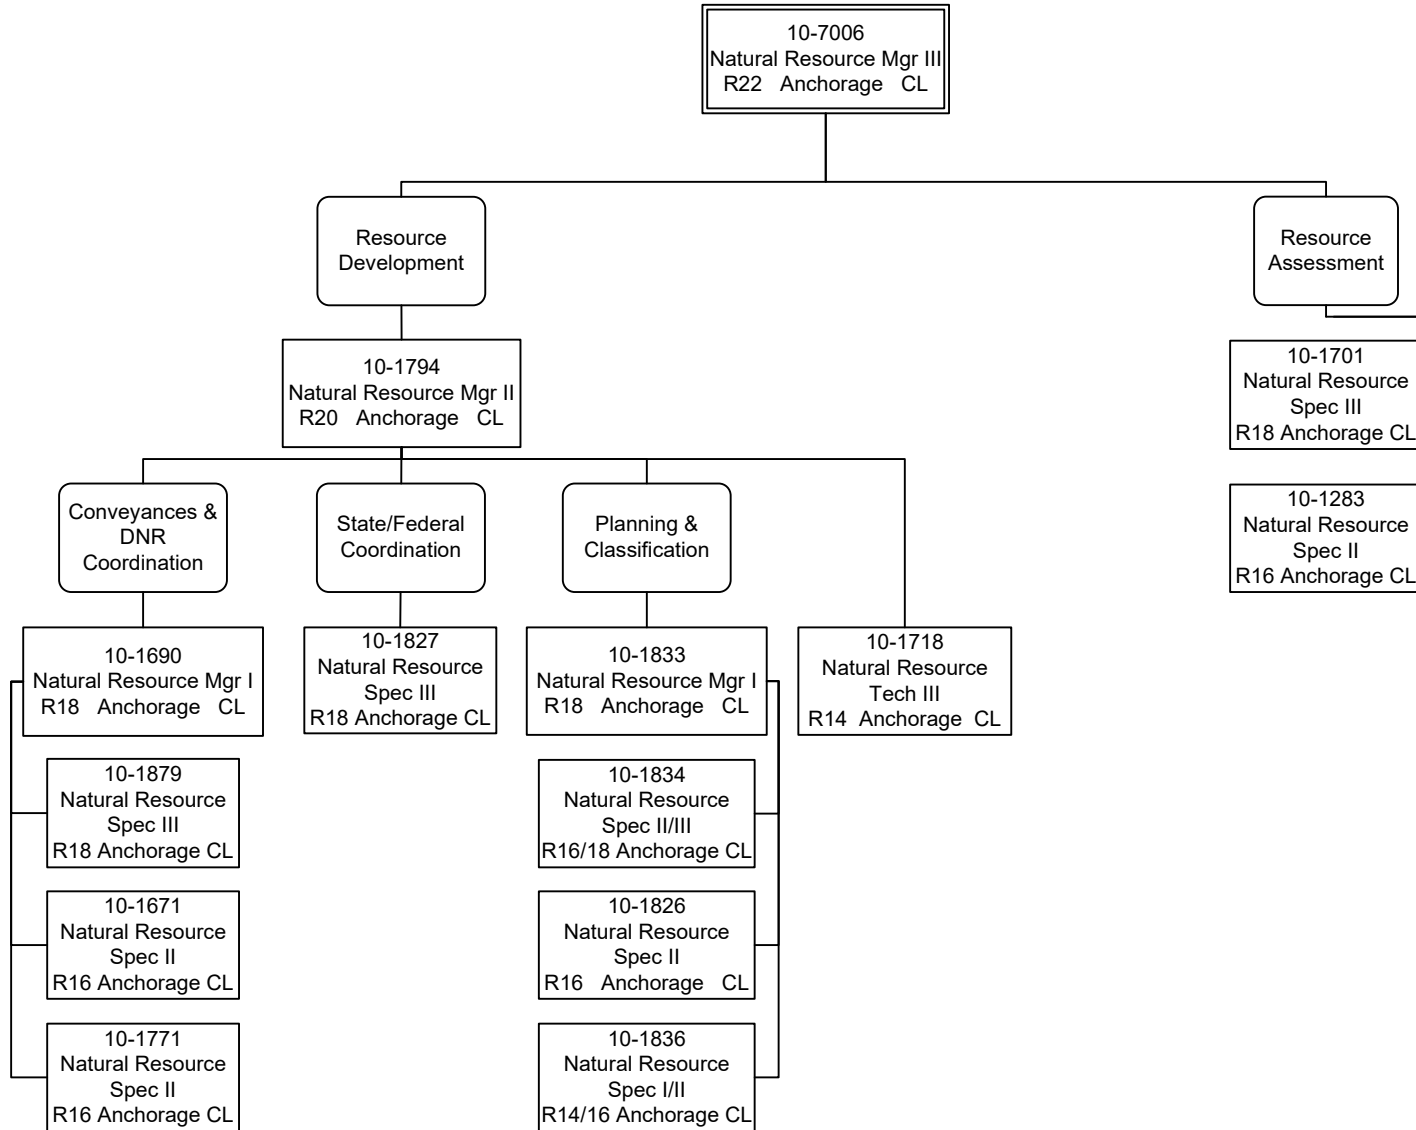 10-7006
Natural Resource Mgr III
R22 Anchorage CL
Resource
Development
Resource
Assessment
10-1794
Natural Resource Mgr II
R20 Anchorage CL
10-1701
Natural Resource
Spec III
R18 Anchorage CL
Conveyances &
DNR
Coordination
State/Federal
Coordination
Planning &
Classification
10-1283
Natural Resource
Spec II
R16 Anchorage CL
10-1690
Natural Resource Mgr I
R18 Anchorage CL
10-1827
Natural Resource
Spec III
R18 Anchorage CL
10-1833
Natural Resource Mgr I
R18 Anchorage CL
10-1718
Natural Resource
Tech III
R14 Anchorage CL
10-1879
Natural Resource
Spec III
R18 Anchorage CL
10-1834
Natural Resource
Spec II/III
R16/18 Anchorage CL
10-1671
Natural Resource
Spec II
R16 Anchorage CL
10-1826
Natural Resource
Spec II
R16 Anchorage CL
10-1771
Natural Resource
Spec II
R16 Anchorage CL
10-1836
Natural Resource
Spec I/II
R14/16 Anchorage CL